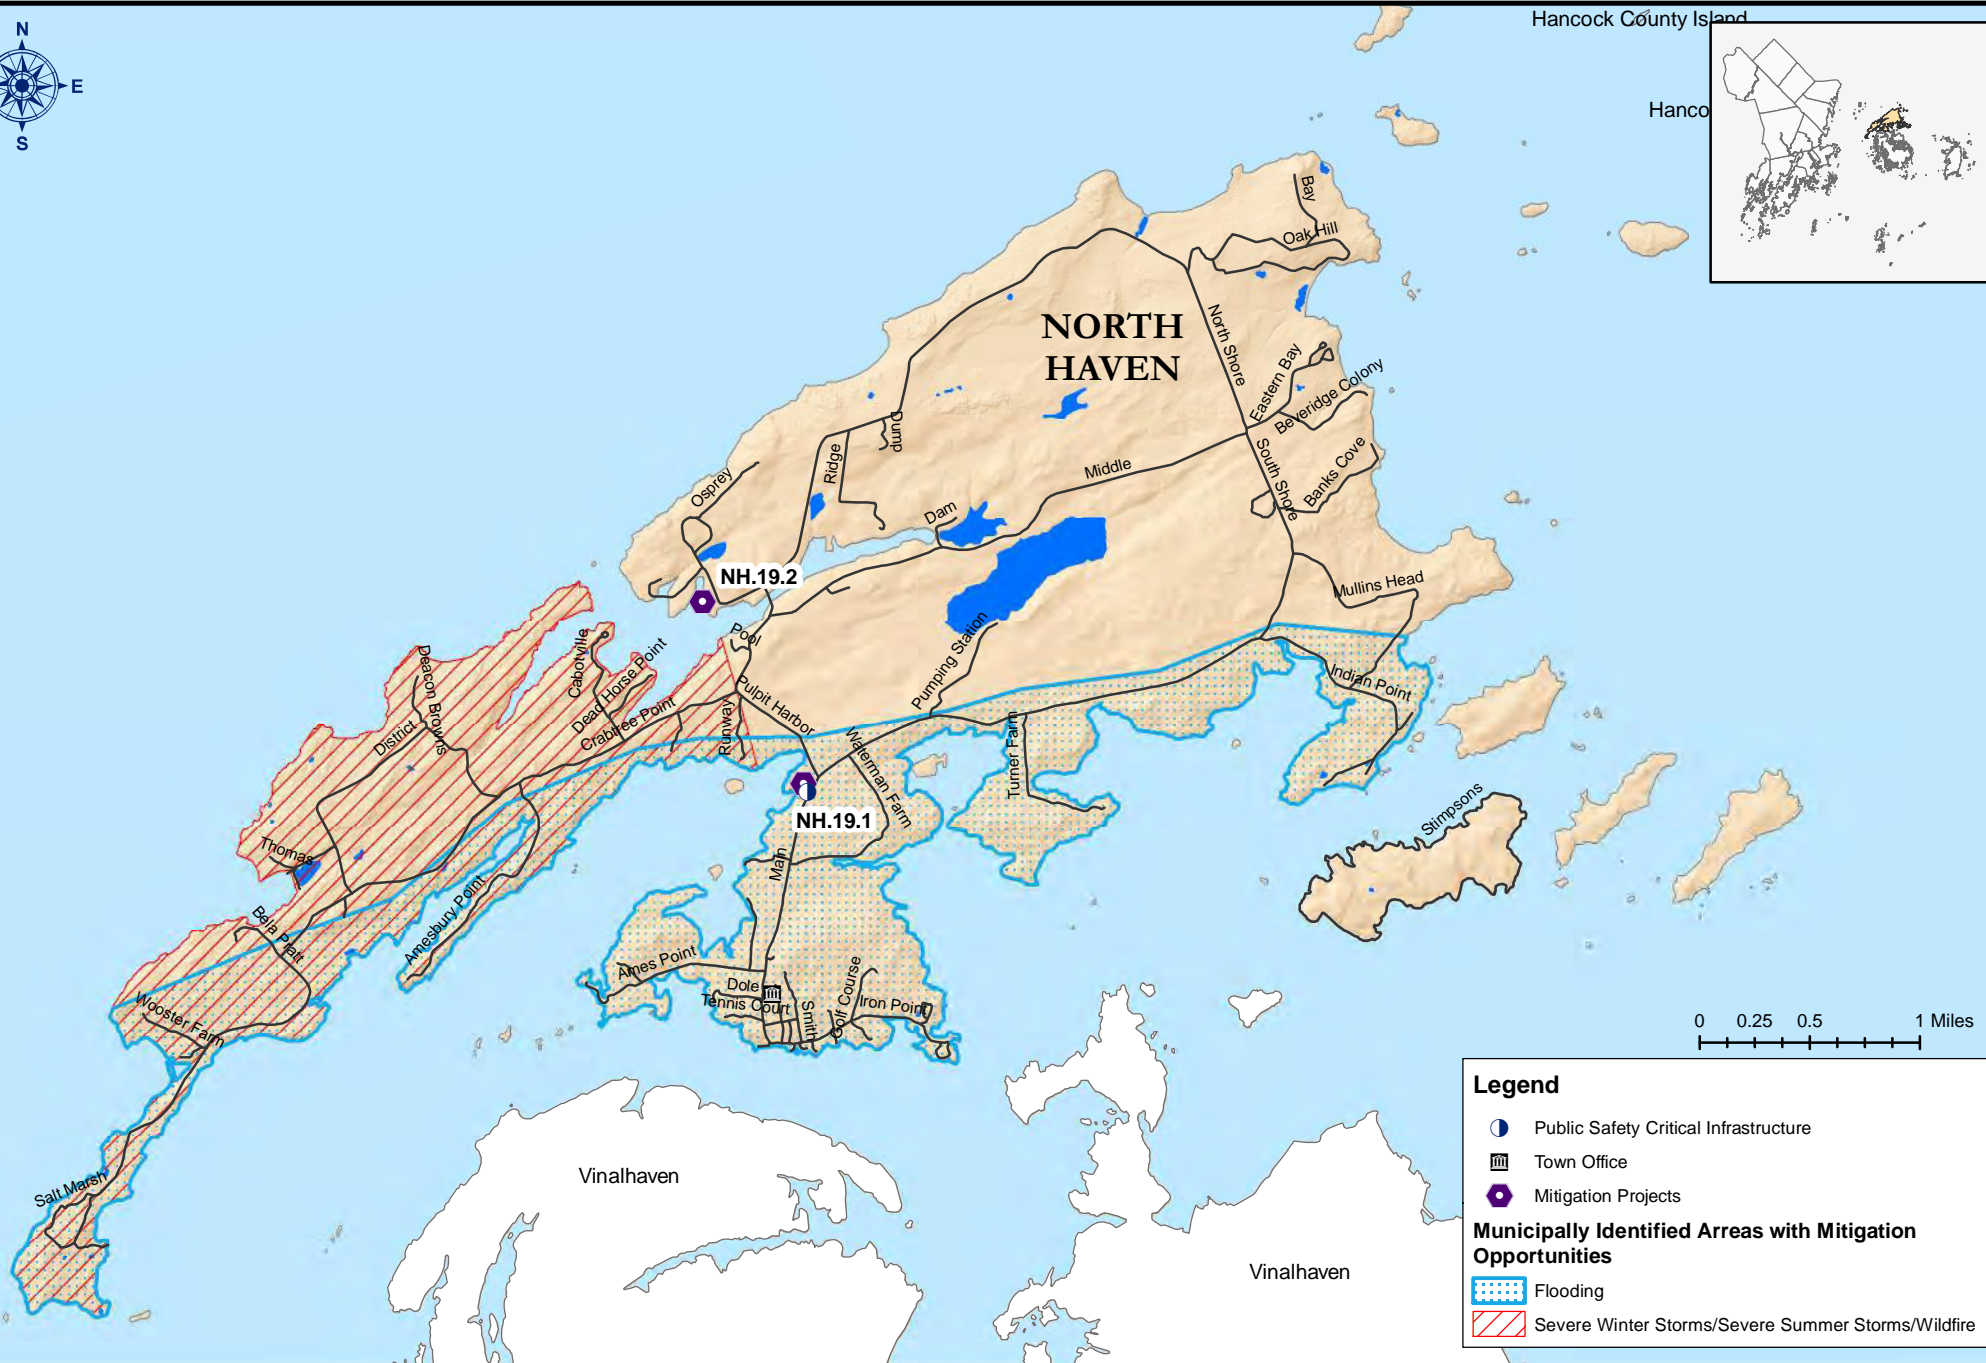 Hancock County Island
N
E
S
Hanco
Bay
Oak Hill
NORTH
HAVEN
North Shore
Eastern Bay
Beveridge Colony
Dump
Ridge
Middle
South Shore
Banks Cove
Osprey
Dam
NH.19.2
Mullins Head
Pool
Pumping Station
Cabotville
Dead Horse Point
Deacon Browns
Indian Point
Pulpit Harbor
Crabtree Point
Runway
District
Waterman Farm
Turner Farm
NH.19.1
Stimpsons
Thomas
Main
Amesbury Point
Bela Pratt
Ames Point
Dole
Tennis Court
Smith
Golf Course
Iron Point
Wooster Farm
0 0.25 0.5 1 Miles
Salt Marsh
Vinalhaven
Vinalhaven
Legend
Public Safety Critical Infrastructure
Town Office
Mitigation Projects
Municipally Identified Arreas with Mitigation
Opportunities
Flooding
Severe Winter Storms/Severe Summer Storms/Wildfire